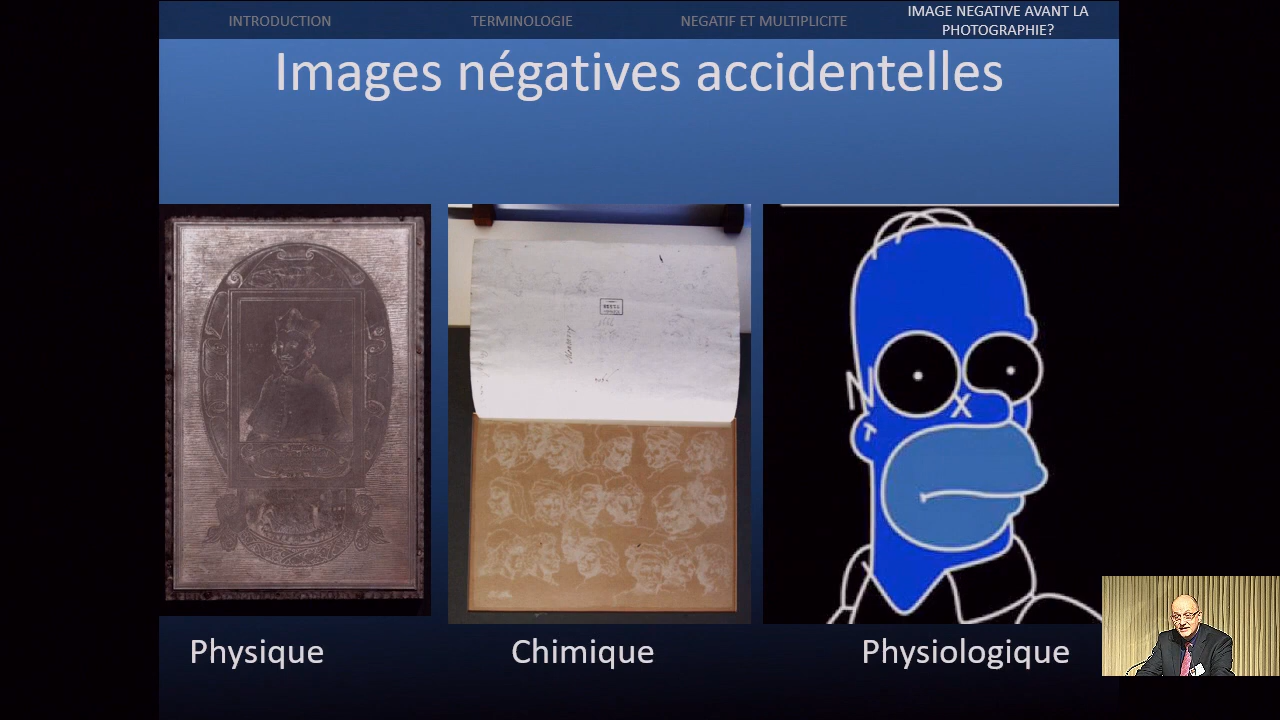 INTRODUCTION
TERMINOLOGIE
NEGATIF ET MULTIPLICITE
IMAGE NEGATIVE AVANT LA
PHOTOGRAPHIE?
Images négatives accidentelles
N
X
T
Physique
Chimique
Physiologique